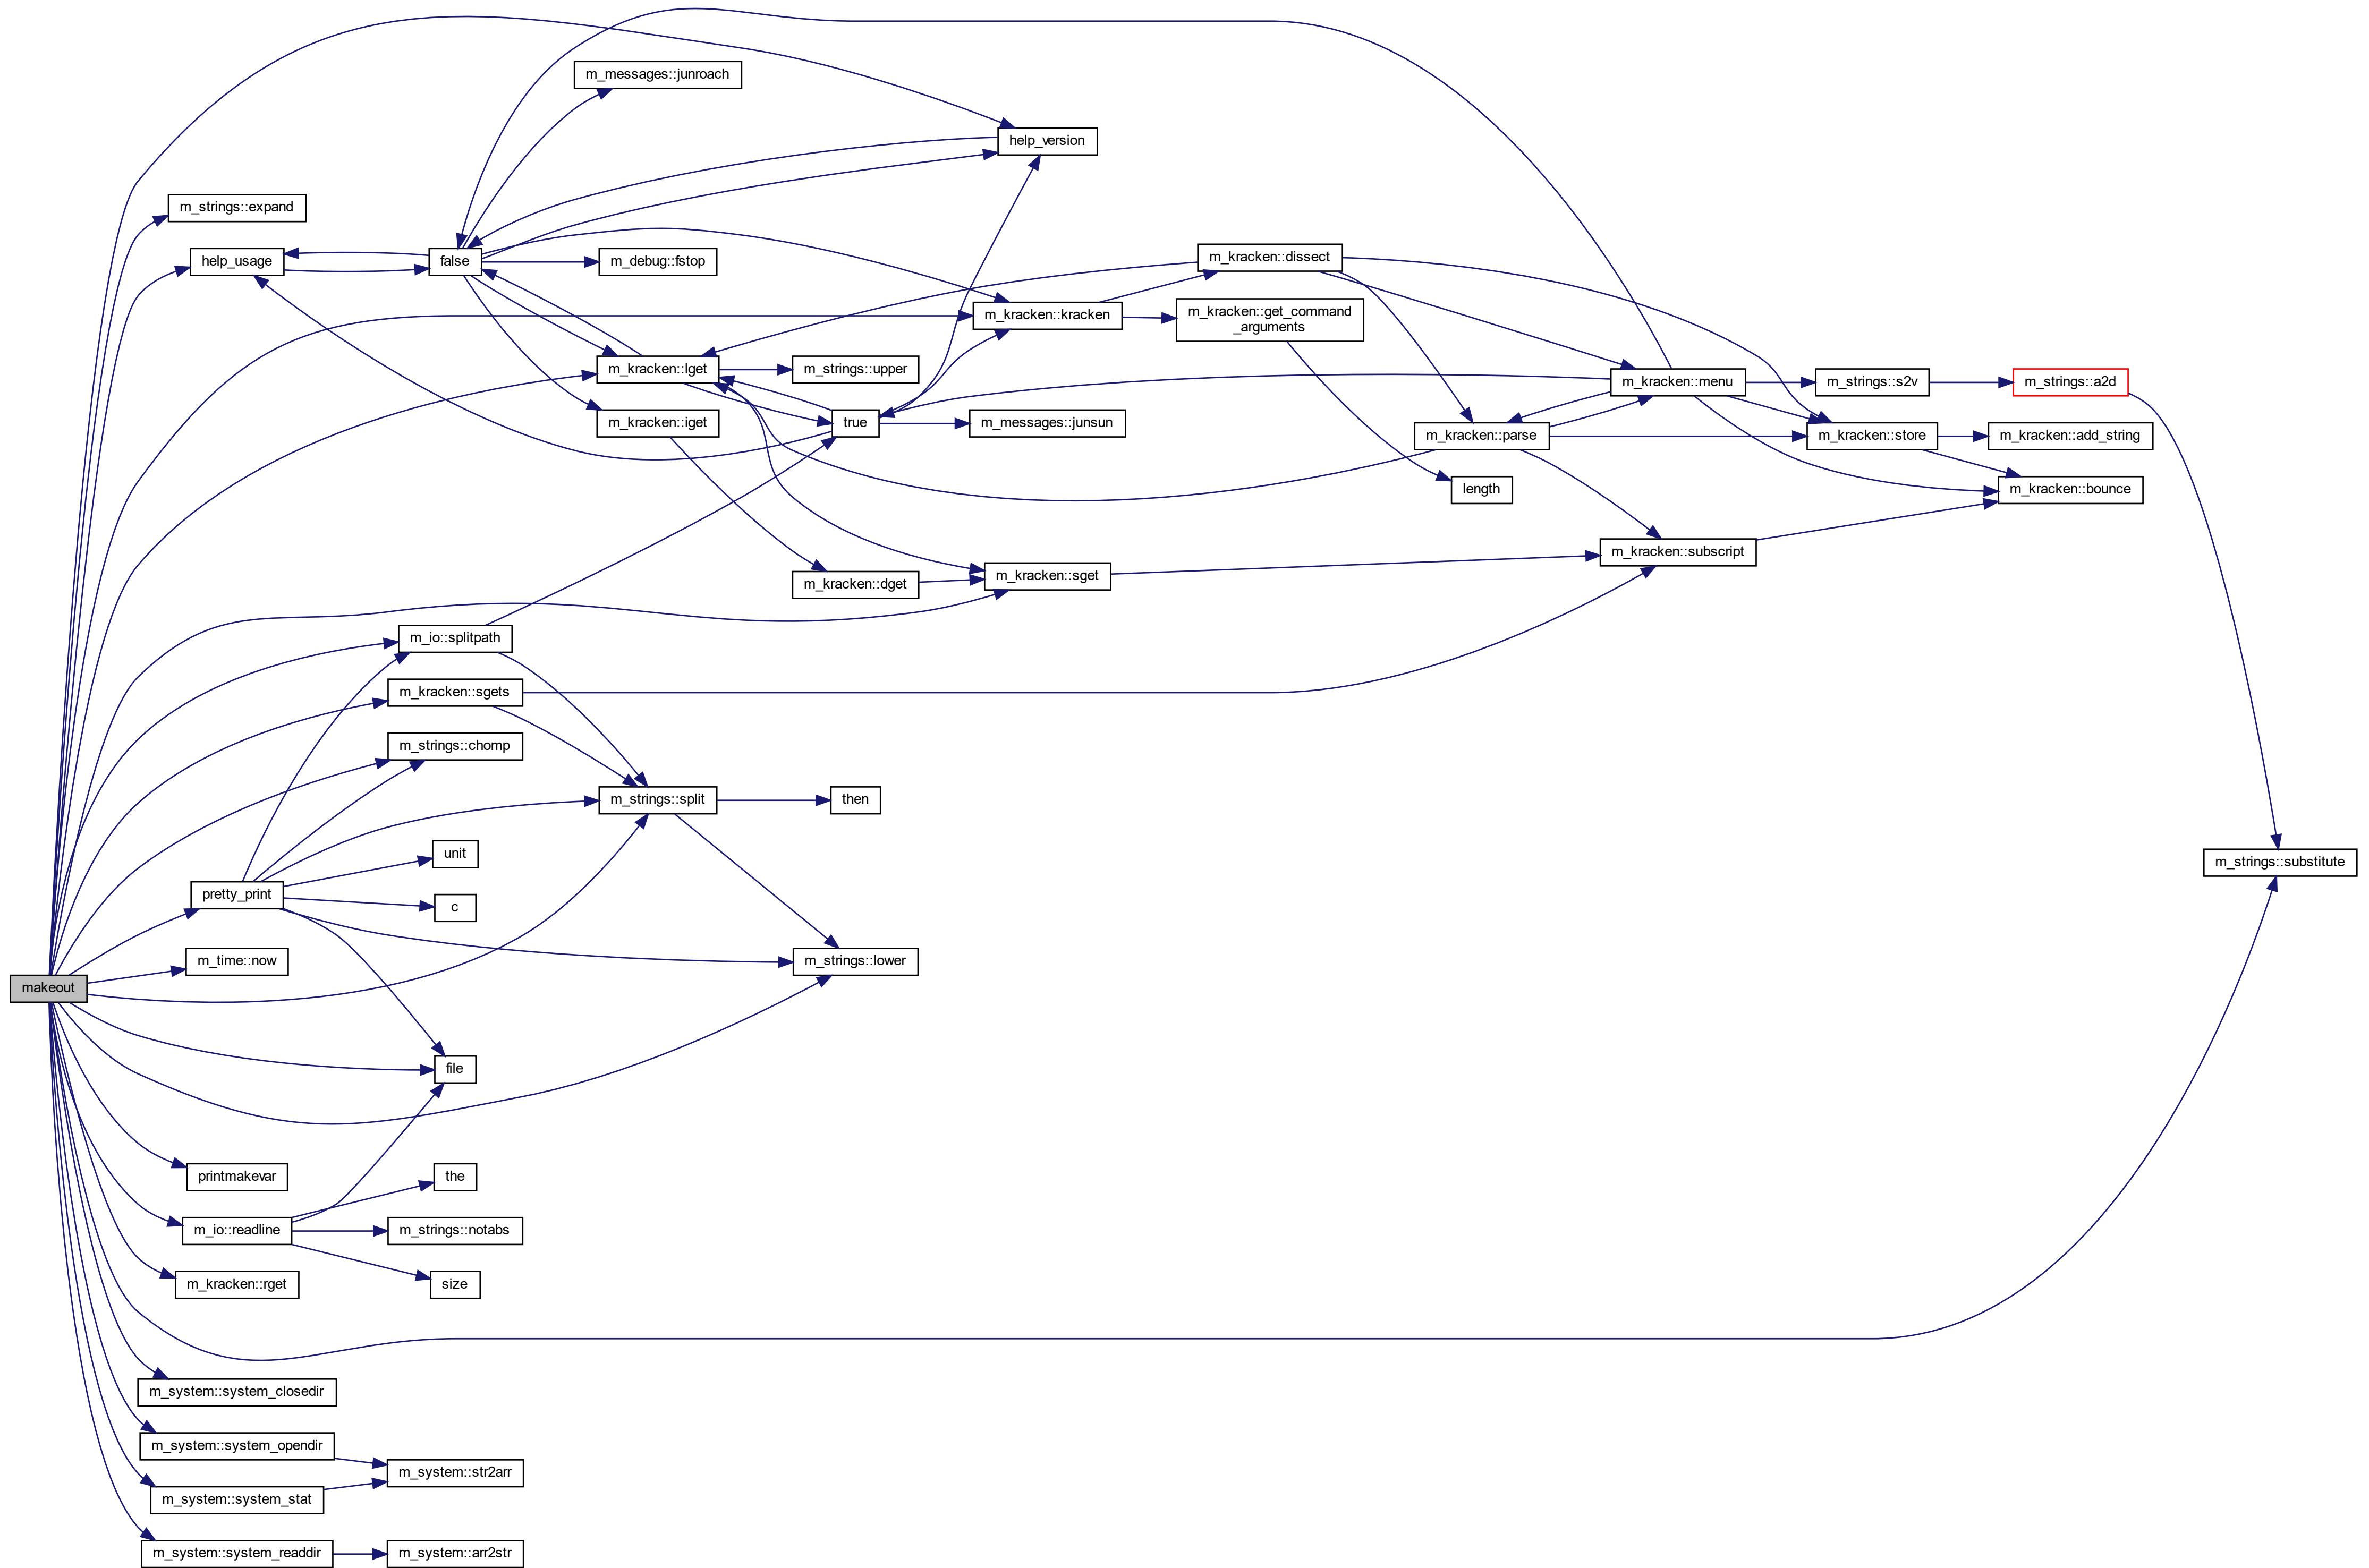 m_messages::junroach
help_version
m_strings::expand
help_usage
false
m_debug::fstop
m_kracken::dissect
m_kracken::kracken
m_kracken::get_command
_arguments
m_kracken::lget
m_strings::upper
m_kracken::menu
m_strings::s2v
m_strings::a2d
m_kracken::iget
true
m_messages::junsun
m_kracken::parse
m_kracken::store
m_kracken::add_string
length
m_kracken::bounce
m_kracken::subscript
m_kracken::dget
m_kracken::sget
m_io::splitpath
m_kracken::sgets
m_strings::chomp
m_strings::split
then
unit
m_strings::substitute
pretty_print
c
m_time::now
m_strings::lower
makeout
file
printmakevar
the
m_io::readline
m_strings::notabs
m_kracken::rget
size
m_system::system_closedir
m_system::system_opendir
m_system::str2arr
m_system::system_stat
m_system::system_readdir
m_system::arr2str